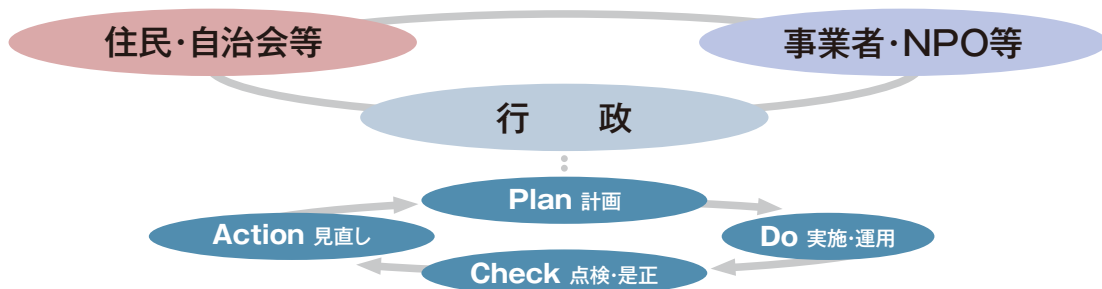 住民・自治会等
事業者・NPO等
行　政
Plan 計画
Action 見直し
Do 実施・運用
Check 点検・是正